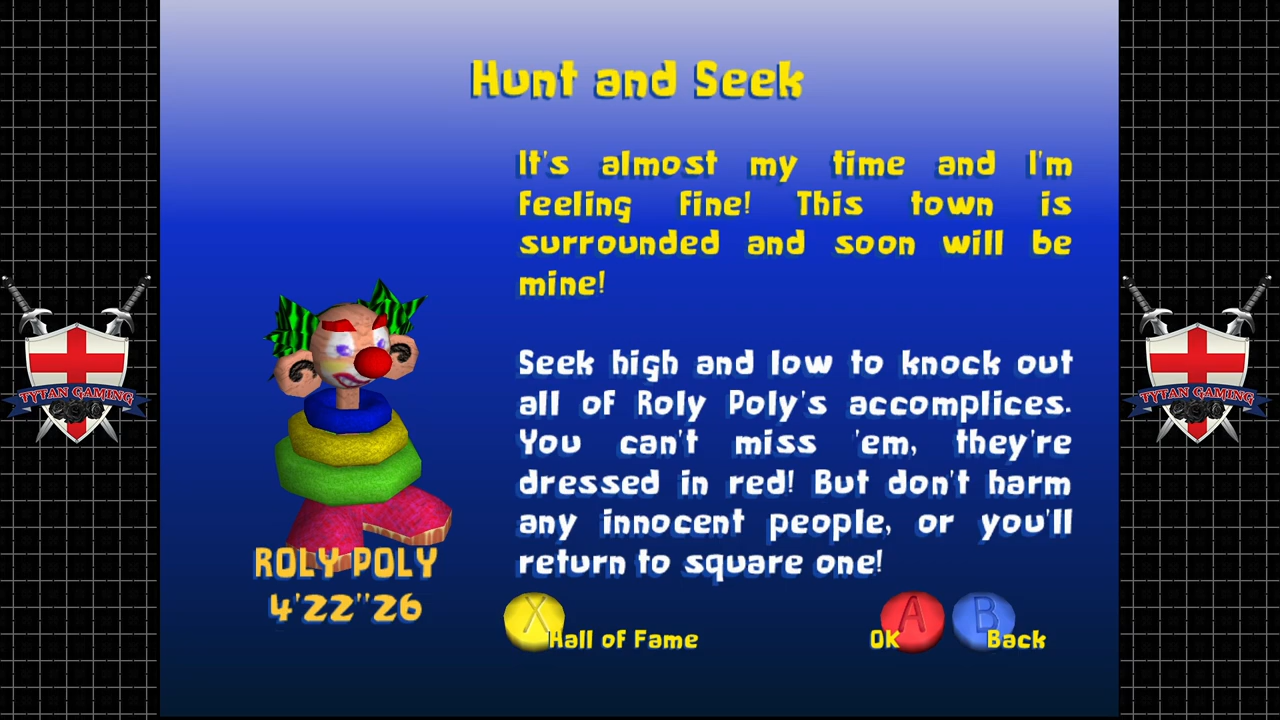 Hunt and Seek
It's almost my time and I'm
feeling fine! This town is
surrounded and soon will be
mine!
Seek high and low to knock out
all of Roly Poly's accomplices.
You can't miss 'em, they're
dressed in red! But don't harm
any innocent people, or you'll
return to square one!
ROLY POLY
4'22"26
X Hall of Fame
OK A B Back
TYTAN GAMING
TYTAN GAMING